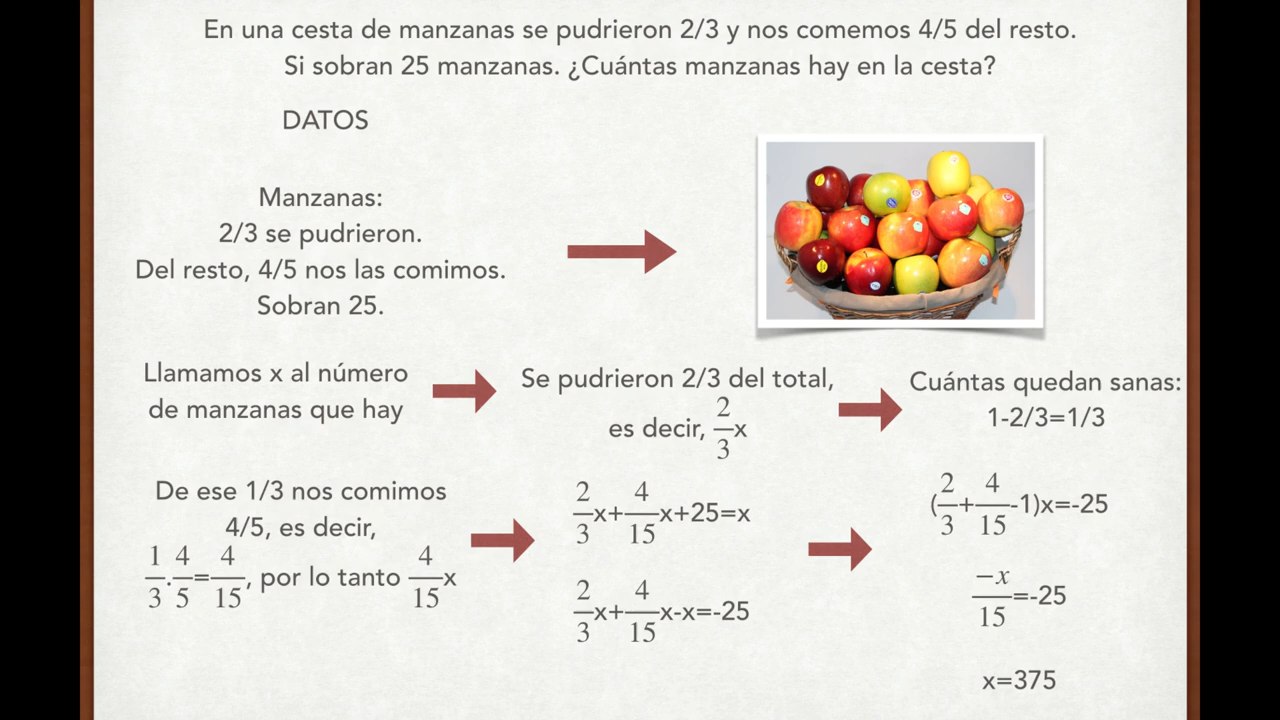 En una cesta de manzanas se pudrieron 2/3 y nos comemos 4/5 del resto.
Si sobran 25 manzanas. ¿Cuántas manzanas hay en la cesta?
DATOS
Manzanas:
2/3 se pudrieron.
Del resto, 4/5 nos las comimos.
Sobran 25.
Llamamos x al número
de manzanas que hay
Se pudrieron 2/3 del total,
es decir, 2/3x
Cuántas quedan sanas:
1-2/3=1/3
De ese 1/3 nos comimos
4/5, es decir,
1/3.4/5=4/15, por lo tanto 4/15x
2/3x+4/15x+25=x
2/3x+4/15x-x=-25
(2/3+4/15-1)x=-25
−x/15=-25
x=375